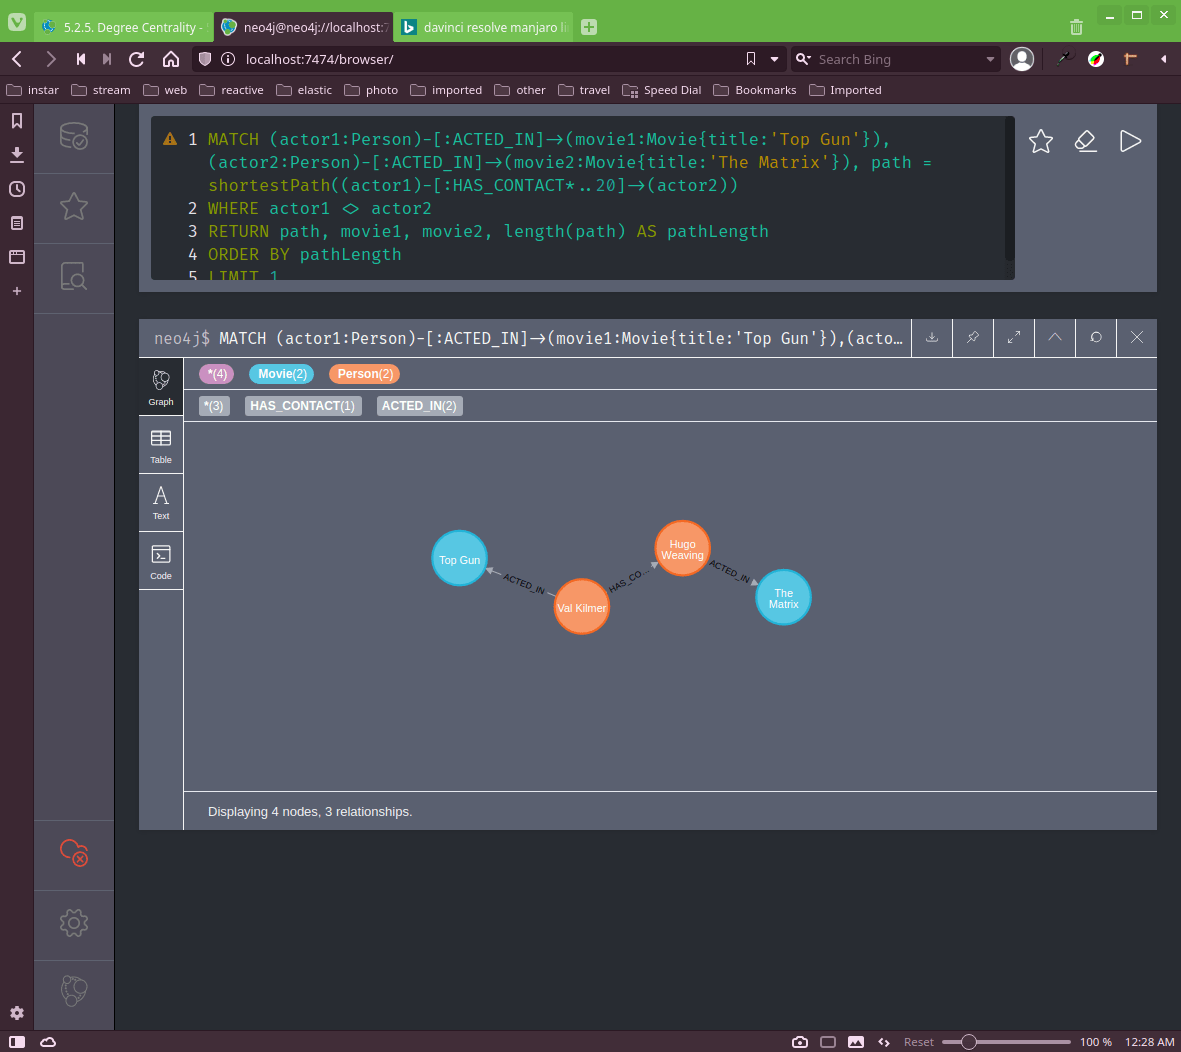 5.2.5. Degree Centrality -
neo4j@neo4j://localhost:7
davinci resolve manjaro li
localhost:7474/browser/
Search Bing
instar stream web reactive elastic photo imported other travel Speed Dial Bookmarks Imported
1 MATCH (actor1:Person)-[:ACTED_IN]->(movie1:Movie{title:'Top Gun'}),
(actor2:Person)-[:ACTED_IN]->(movie2:Movie{title:'The Matrix'}), path =
shortestPath((actor1)-[:HAS_CONTACT*..20]->(actor2))
2 WHERE actor1 <> actor2
3 RETURN path, movie1, movie2, length(path) AS pathLength
4 ORDER BY pathLength
5 LIMIT 1
neo4j$ MATCH (actor1:Person)-[:ACTED_IN]->(movie1:Movie{title:'Top Gun'}),(acto...
Graph
Table
Text
Code
*(4) Movie(2) Person(2)
*(3) HAS_CONTACT(1) ACTED_IN(2)
Top Gun
ACTED_IN
Val Kilmer
HAS_CO...
Hugo
Weaving
ACTED_IN
The
Matrix
Displaying 4 nodes, 3 relationships.
Reset 100 % 12:28 AM